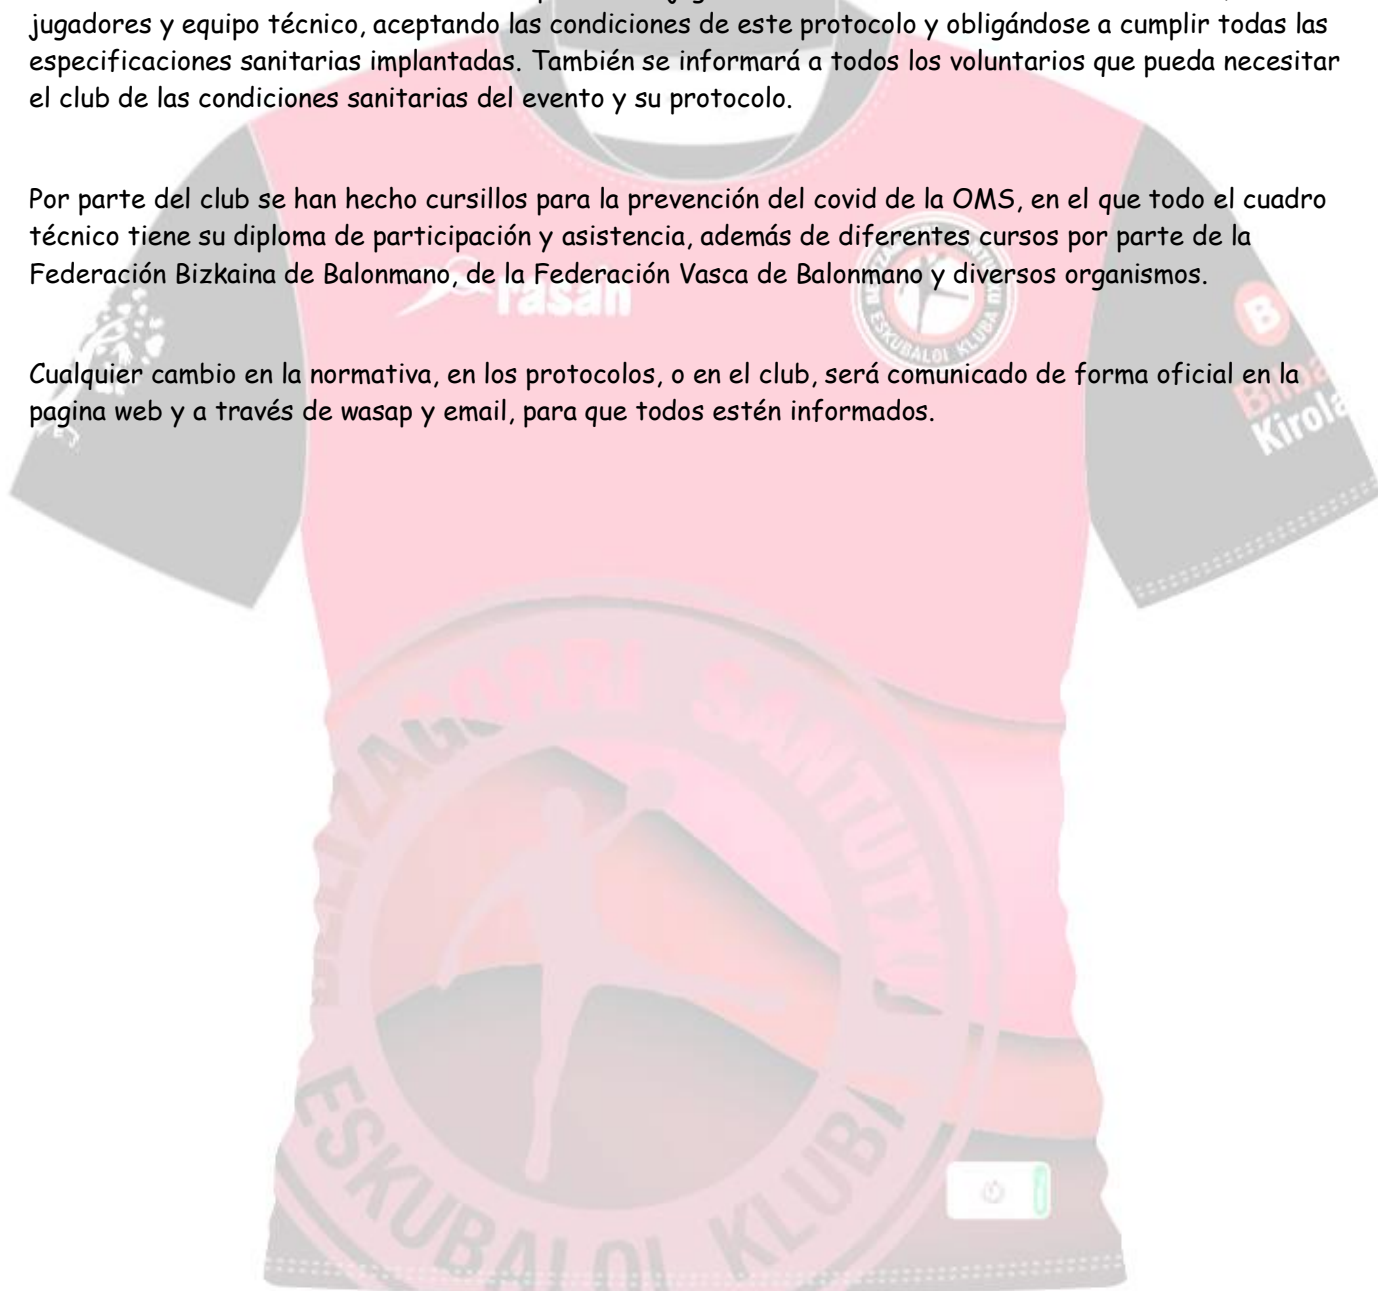 jugadores y equipo técnico, aceptando las condiciones de este protocolo y obligándose a cumplir todas las
especificaciones sanitarias implantadas. También se informará a todos los voluntarios que pueda necesitar
el club de las condiciones sanitarias del evento y su protocolo.
Por parte del club se han hecho cursillos para la prevención del covid de la OMS, en el que todo el cuadro
técnico tiene su diploma de participación y asistencia, además de diferentes cursos por parte de la
Federación Bizkaina de Balonmano, de la Federación Vasca de Balonmano y diversos organismos.
rasan
ESKUBALOI KLUBA
B
Cualquier cambio en la normativa, en los protocolos, o en el club, será comunicado de forma oficial en la
pagina web y a través de wasap y email, para que todos estén informados.
SANTUTXU
ESKUBALOI KLUBA